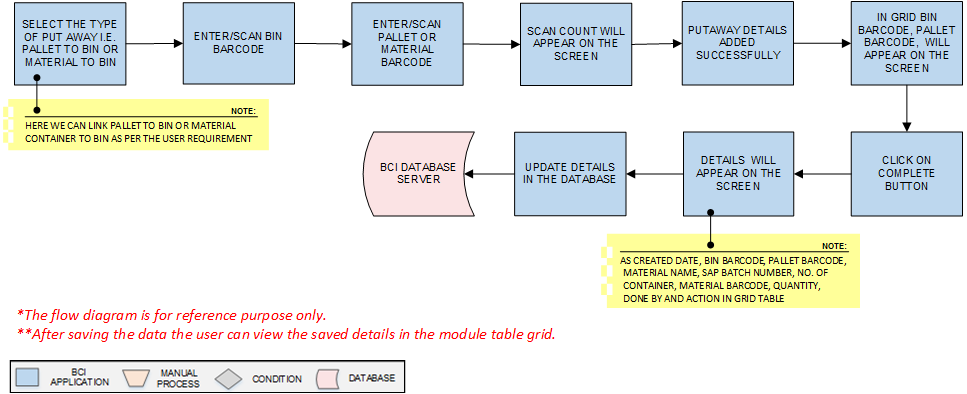 SELECT THE TYPE
OF PUT AWAY I.E.
PALLET TO BIN OR
MATERIAL TO BIN
ENTER/SCAN BIN
BARCODE
ENTER/SCAN
PALLET OR
MATERIAL
BARCODE
SCAN COUNT WILL
APPEAR ON THE
SCREEN
PUTAWAY DETAILS
ADDED
SUCCESSFULLY
IN GRID BIN
BARCODE, PALLET
BARCODE, WILL
APPEAR ON THE
SCREEN
NOTE:
HERE WE CAN LINK PALLET TO BIN OR MATERIAL
CONTAINER TO BIN AS PER THE USER REQUIREMENT
CLICK ON
COMPLETE
BUTTON
DETAILS WILL
APPEAR ON THE
SCREEN
UPDATE DETAILS
IN THE DATABASE
BCI DATABASE
SERVER
NOTE:
AS CREATED DATE, BIN BARCODE, PALLET BARCODE,
MATERIAL NAME, SAP BATCH NUMBER, NO. OF
CONTAINER, MATERIAL BARCODE, QUANTITY,
DONE BY AND ACTION IN GRID TABLE
*The flow diagram is for reference purpose only.
**After saving the data the user can view the saved details in the module table grid.
BCI
APPLICATION
MANUAL
PROCESS
CONDITION
DATABASE